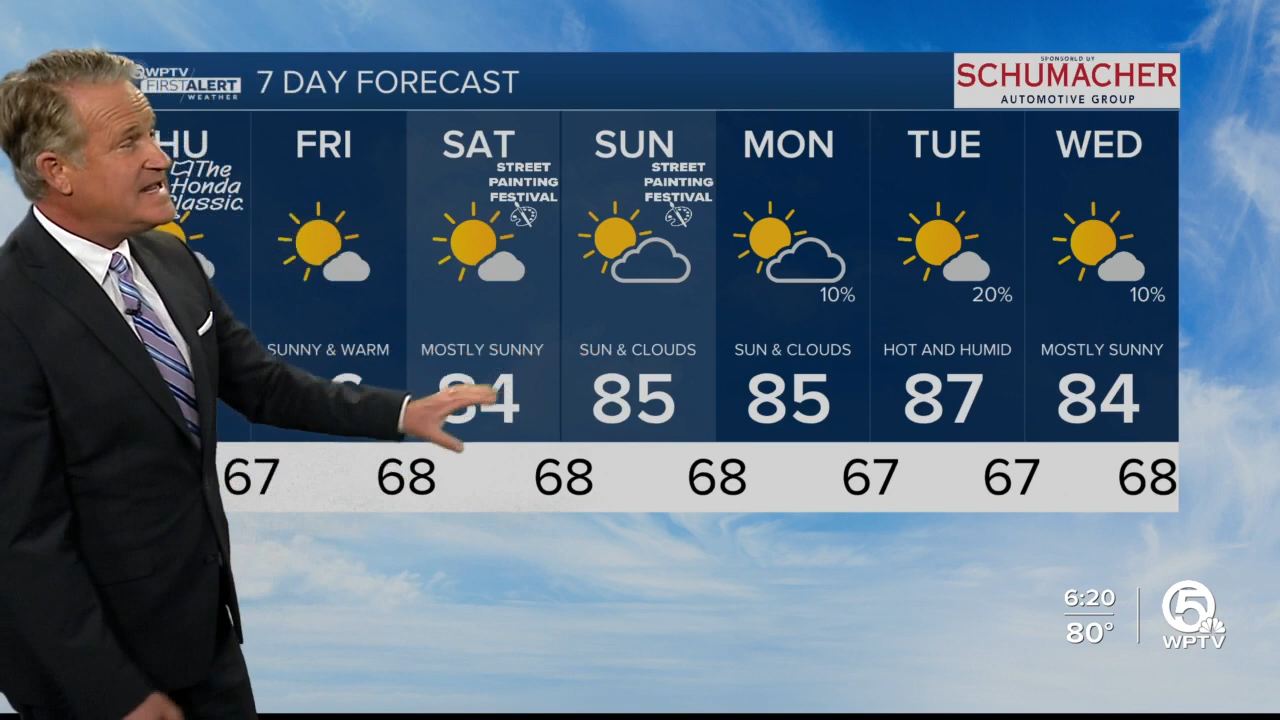 WPTV
FIRST ALERT
WEATHER
7 DAY FORECAST
SPONSORED BY
SCHUMACHER
AUTOMOTIVE GROUP
HU
FRI
SAT
SUN
MON
TUE
WED
The
Honda
Classic
STREET
PAINTING
FESTIVAL
STREET
PAINTING
FESTIVAL
10%
20%
10%
SUNNY & WARM
MOSTLY SUNNY
SUN & CLOUDS
SUN & CLOUDS
HOT AND HUMID
MOSTLY SUNNY
84
85
85
87
84
67
68
68
68
67
67
68
6:20
80°
5
WPTV